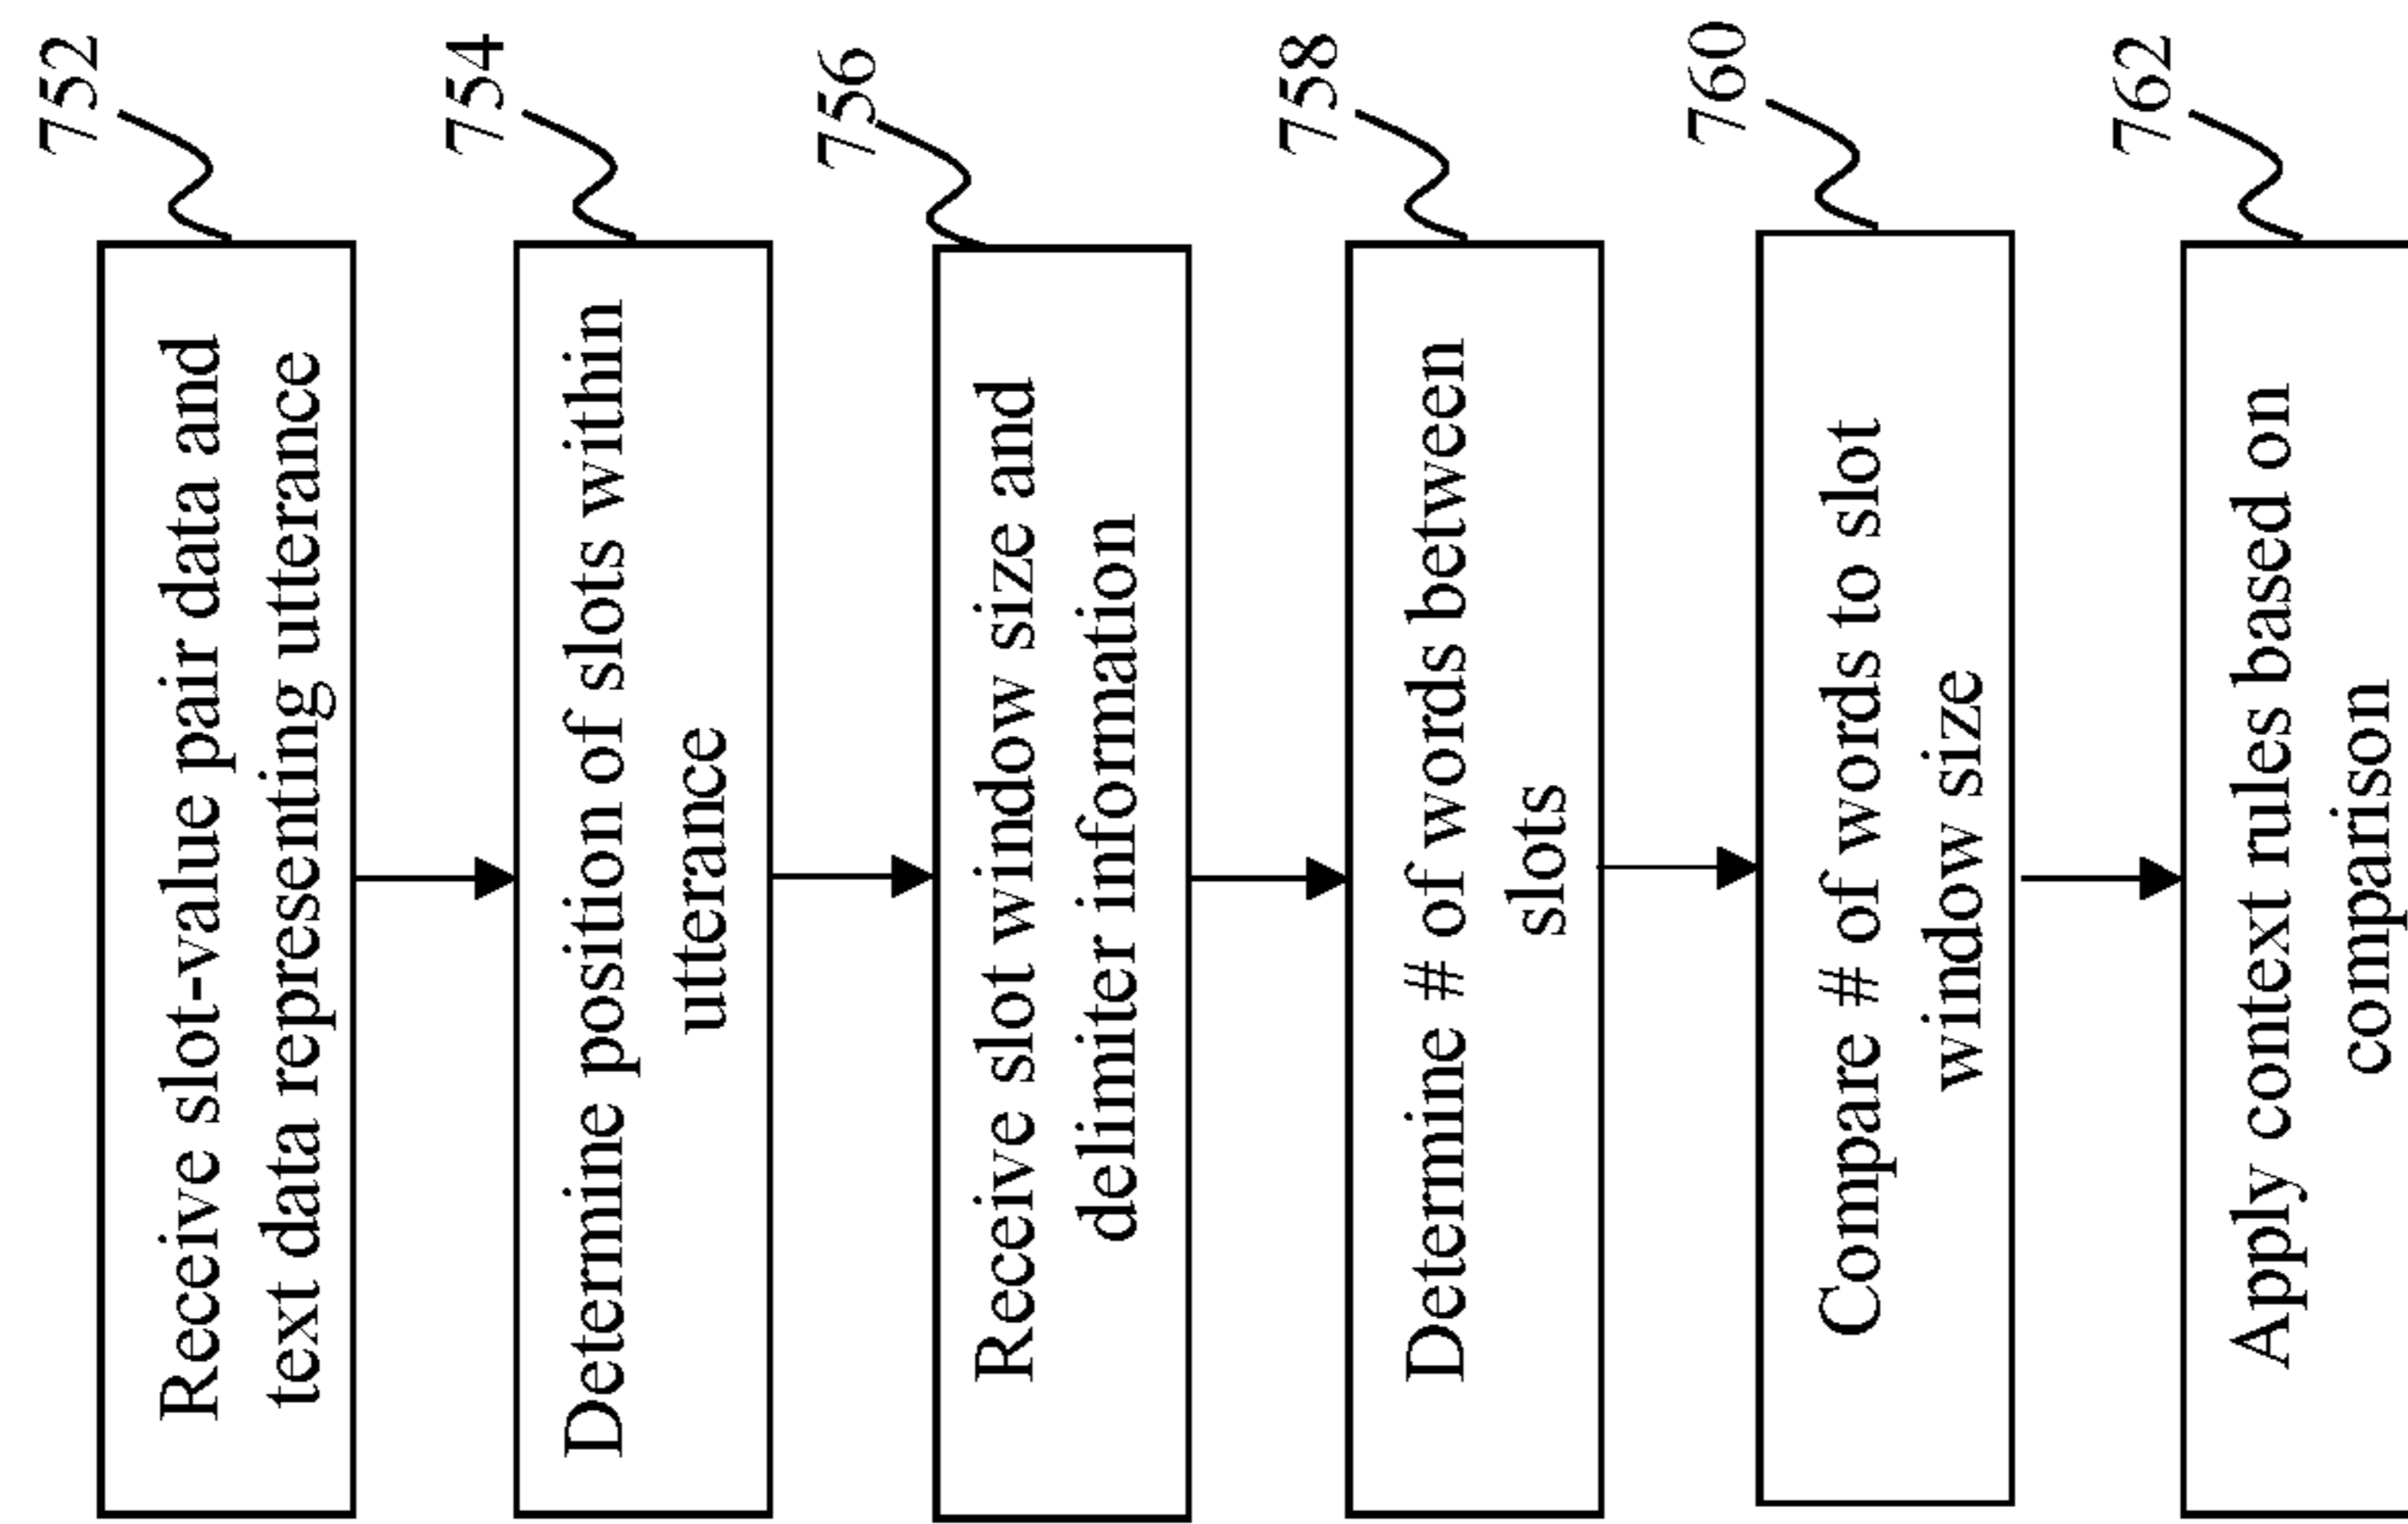 752
Receive slot-value pair data and
text data representing utterance
754
Determine position of slots within
utterance
756
Receive slot window size and
delimiter information
758
Determine # of words between
slots
760
Compare # of words to slot
window size
762
Apply context rules based on
comparison